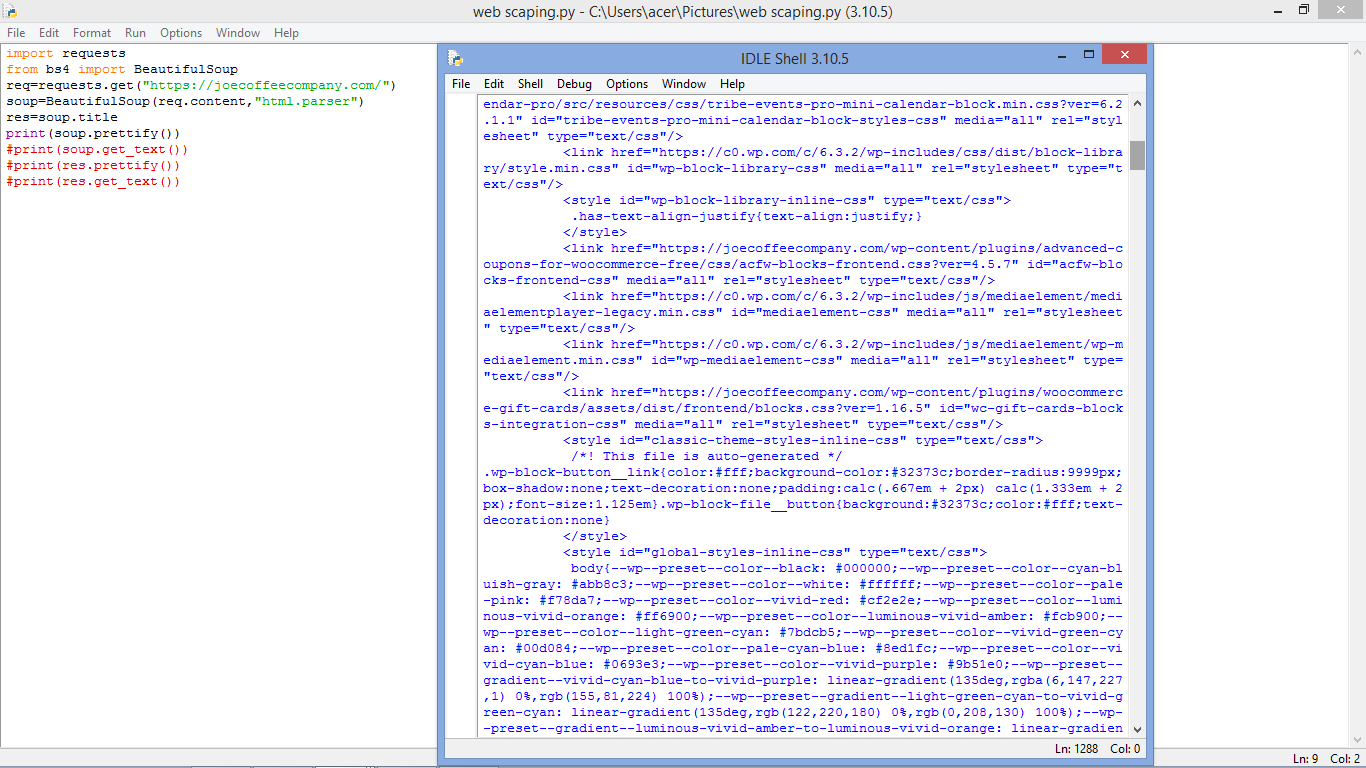 web scaping.py - C:\Users\acer\Pictures\web scaping.py (3.10.5)
File Edit Format Run Options Window Help
import requests
from bs4 import BeautifulSoup
req=requests.get("https://joecoffeecompany.com/")
soup=BeautifulSoup(req.content,"html.parser")
res=soup.title
print(soup.prettify())
#print(soup.get_text())
#print(res.prettify())
#print(res.get_text())
IDLE Shell 3.10.5
File Edit Shell Debug Options Window Help
endar-pro/src/resources/css/tribe-events-pro-mini-calendar-block.min.css?ver=6.2
.1.1" id="tribe-events-pro-mini-calendar-block-styles-css" media="all" rel="styl
esheet" type="text/css"/>
<link href="https://c0.wp.com/c/6.3.2/wp-includes/css/dist/block-libra
ry/style.min.css" id="wp-block-library-css" media="all" rel="stylesheet" type="t
ext/css"/>
<style id="wp-block-library-inline-css" type="text/css">
.has-text-align-justify{text-align:justify;}
</style>
<link href="https://joecoffeecompany.com/wp-content/plugins/advanced-c
oupons-for-woocommerce-free/css/acfw-blocks-frontend.css?ver=4.5.7" id="acfw-blo
cks-frontend-css" media="all" rel="stylesheet" type="text/css"/>
<link href="https://c0.wp.com/c/6.3.2/wp-includes/js/mediaelement/medi
aelementplayer-legacy.min.css" id="mediaelement-css" media="all" rel="stylesheet
" type="text/css"/>
<link href="https://c0.wp.com/c/6.3.2/wp-includes/js/mediaelement/wp-m
ediaelement.min.css" id="wp-mediaelement-css" media="all" rel="stylesheet" type=
"text/css"/>
<link href="https://joecoffeecompany.com/wp-content/plugins/woocommerc
e-gift-cards/assets/dist/frontend/blocks.css?ver=1.16.5" id="wc-gift-cards-block
s-integration-css" media="all" rel="stylesheet" type="text/css"/>
<style id="classic-theme-styles-inline-css" type="text/css">
/*! This file is auto-generated */
.wp-block-button__link{color:#fff;background-color:#32373c;border-radius:9999px;
box-shadow:none;text-decoration:none;padding:calc(.667em + 2px) calc(1.333em + 2
px);font-size:1.125em}.wp-block-file__button{background:#32373c;color:#fff;text-
decoration:none}
</style>
<style id="global-styles-inline-css" type="text/css">
body{--wp--preset--color--black: #000000;--wp--preset--color--cyan-bl
uish-gray: #abb8c3;--wp--preset--color--white: #ffffff;--wp--preset--color--pale
-pink: #f78da7;--wp--preset--color--vivid-red: #cf2e2e;--wp--preset--color--lumi
nous-vivid-orange: #ff6900;--wp--preset--color--luminous-vivid-amber: #fcb900;--
wp--preset--color--light-green-cyan: #7bdcb5;--wp--preset--color--vivid-green-cy
an: #00d084;--wp--preset--color--pale-cyan-blue: #8ed1fc;--wp--preset--color--vi
vid-cyan-blue: #0693e3;--wp--preset--color--vivid-purple: #9b51e0;--wp--preset--
gradient--vivid-cyan-blue-to-vivid-purple: linear-gradient(135deg,rgba(6,147,227
,1) 0%,rgb(155,81,224) 100%);--wp--preset--gradient--light-green-cyan-to-vivid-g
reen-cyan: linear-gradient(135deg,rgb(122,220,180) 0%,rgb(0,208,130) 100%);--wp-
-preset--gradient--luminous-vivid-amber-to-luminous-vivid-orange: linear-gradien
Ln: 1288 Col: 0
Ln: 9 Col: 2